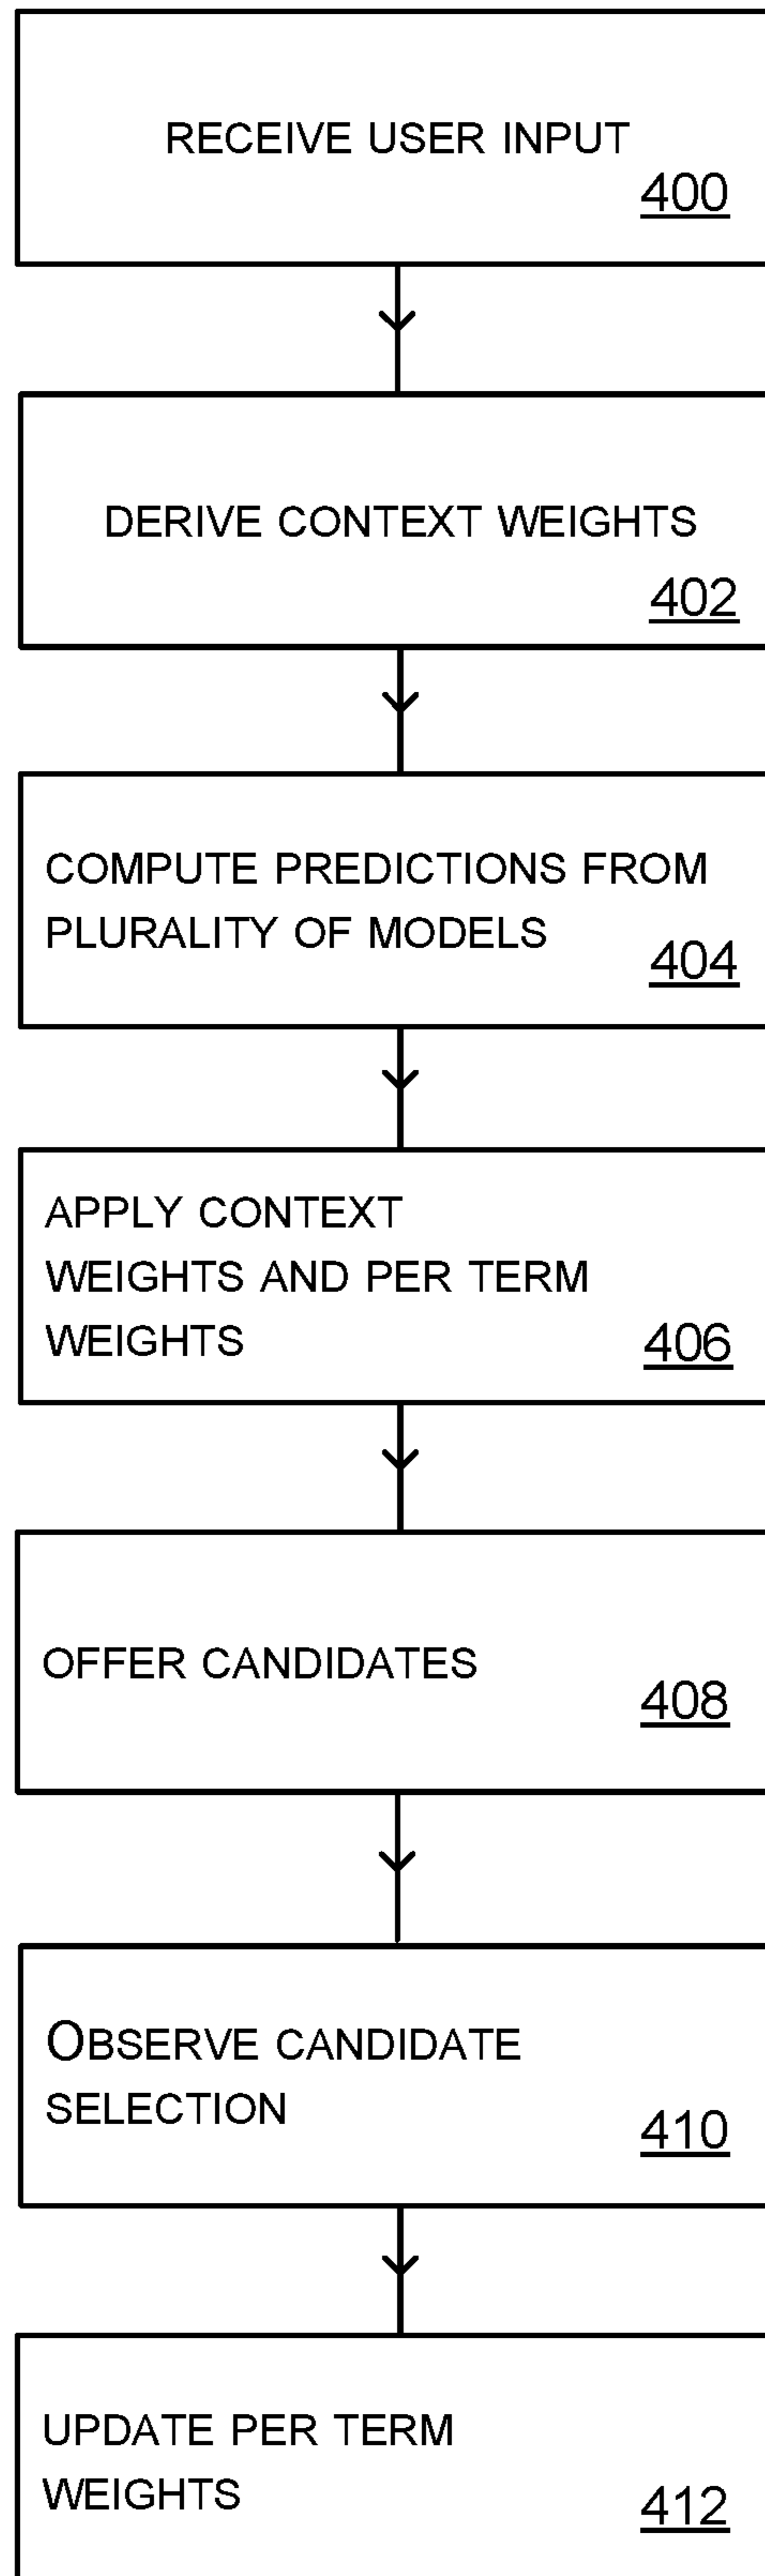 RECEIVE USER INPUT
400
DERIVE CONTEXT WEIGHTS
402
COMPUTE PREDICTIONS FROM
PLURALITY OF MODELS
404
APPLY CONTEXT
WEIGHTS AND PER TERM
WEIGHTS
406
OFFER CANDIDATES
408
OBSERVE CANDIDATE
SELECTION
410
UPDATE PER TERM
WEIGHTS
412